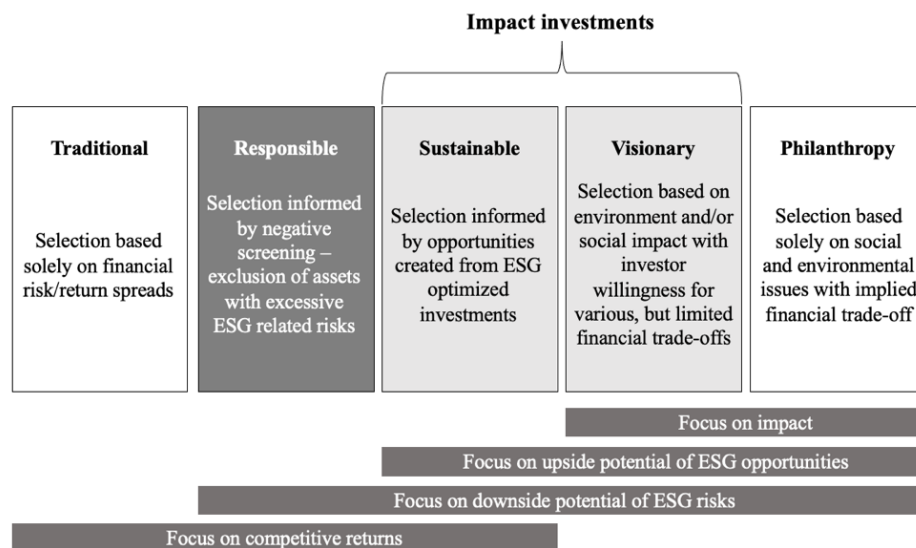 Impact investments
Traditional
Selection based
solely on financial
risk/return spreads
Responsible
Selection informed
by negative
screening –
exclusion of assets
with excessive
ESG related risks
Sustainable
Selection informed
by opportunities
created from ESG
optimized
investments
Visionary
Selection based on
environment and/or
social impact with
investor
willingness for
various, but limited
financial trade-offs
Philanthropy
Selection based
solely on social
and environmental
issues with implied
financial trade-off
Focus on impact
Focus on upside potential of ESG opportunities
Focus on downside potential of ESG risks
Focus on competitive returns